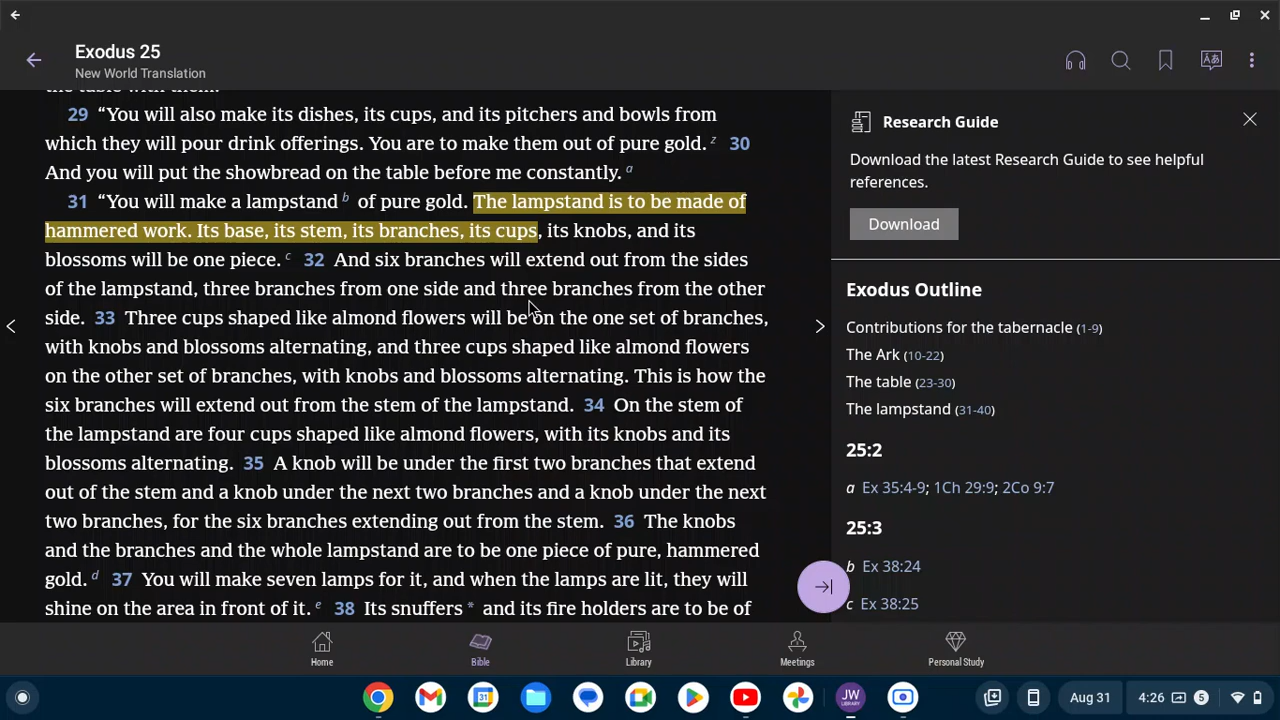 Exodus 25
New World Translation
the table with them.
29 “You will also make its dishes, its cups, and its pitchers and bowls from
which they will pour drink offerings. You are to make them out of pure gold. z 30
And you will put the showbread on the table before me constantly. a
31 “You will make a lampstand b of pure gold. The lampstand is to be made of
hammered work. Its base, its stem, its branches, its cups, its knobs, and its
blossoms will be one piece. c 32 And six branches will extend out from the sides
of the lampstand, three branches from one side and three branches from the other
side. 33 Three cups shaped like almond flowers will be on the one set of branches,
with knobs and blossoms alternating, and three cups shaped like almond flowers
on the other set of branches, with knobs and blossoms alternating. This is how the
six branches will extend out from the stem of the lampstand. 34 On the stem of
the lampstand are four cups shaped like almond flowers, with its knobs and its
blossoms alternating. 35 A knob will be under the first two branches that extend
out of the stem and a knob under the next two branches and a knob under the next
two branches, for the six branches extending out from the stem. 36 The knobs
and the branches and the whole lampstand are to be one piece of pure, hammered
gold. d 37 You will make seven lamps for it, and when the lamps are lit, they will
shine on the area in front of it. e 38 Its snuffers * and its fire holders are to be of
Research Guide
Download the latest Research Guide to see helpful
references.
Download
Exodus Outline
Contributions for the tabernacle (1-9)
The Ark (10-22)
The table (23-30)
The lampstand (31-40)
25:2
a Ex 35:4-9; 1Ch 29:9; 2Co 9:7
25:3
b Ex 38:24
c Ex 38:25
Home
Bible
Library
Meetings
Personal Study
31
JW
LIBRARY
Aug 31
4:26
5